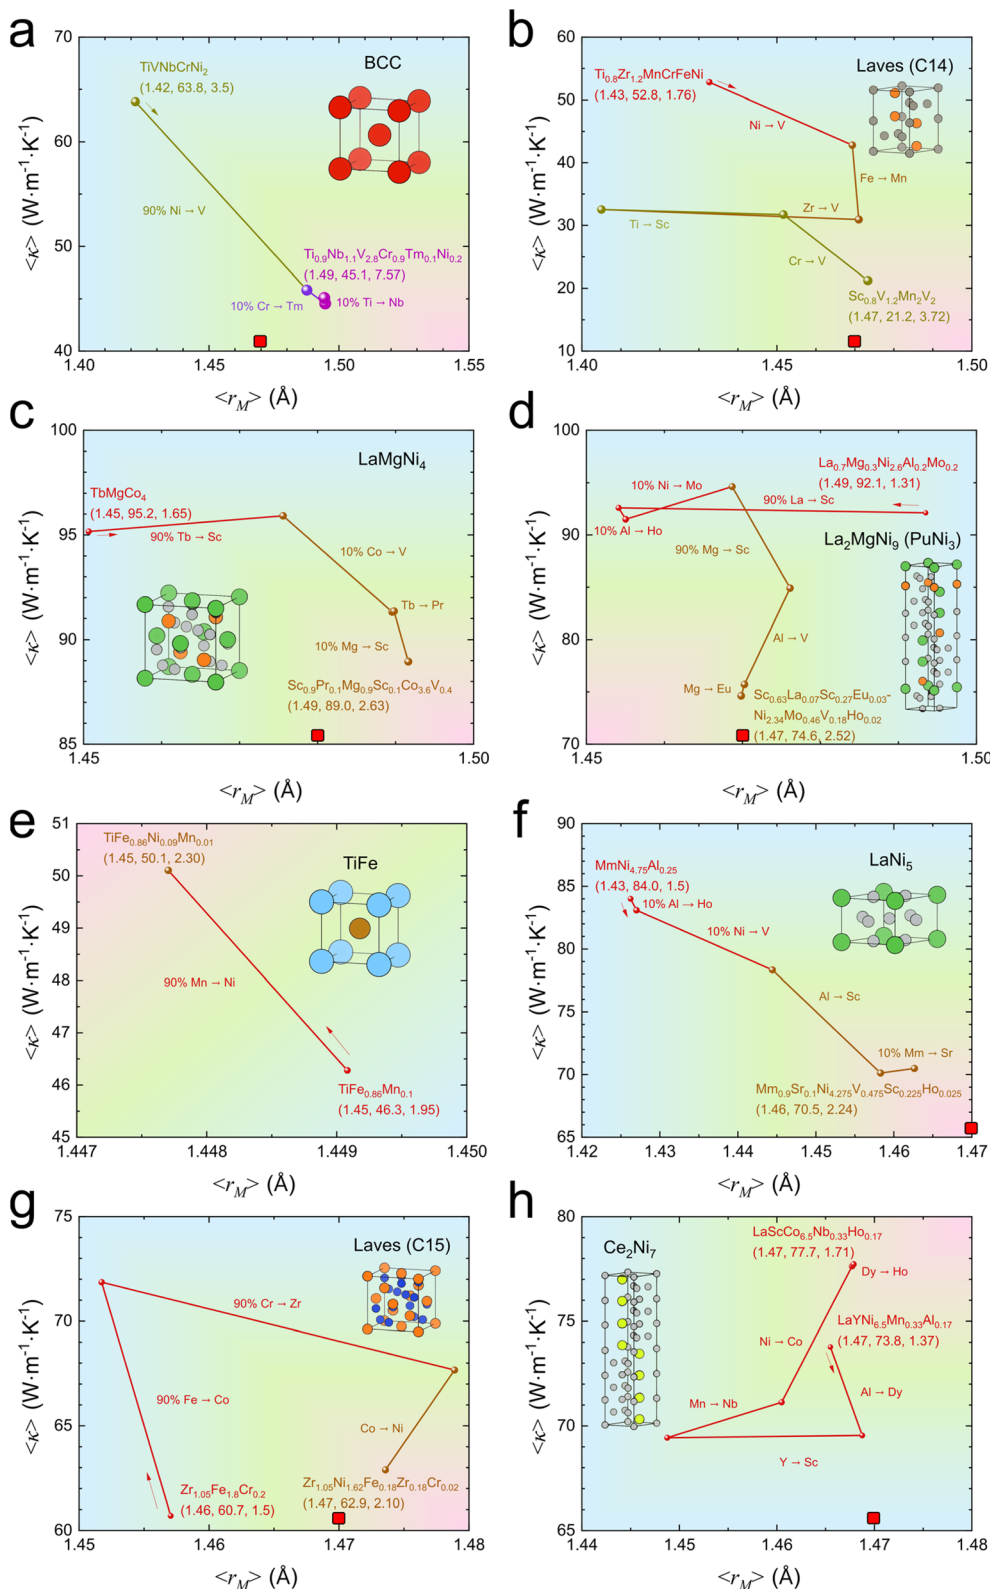 a
70
60
50
40
1.40
1.45
1.50
1.55
<κ> (W·m⁻¹·K⁻¹)
<r_M> (Å)
BCC
TiVNbCrNi₂
(1.42, 63.8, 3.5)
90% Ni → V
Ti₀.₉Nb₁.₁V₂.₈Cr₀.₉Tm₀.₁Ni₀.₂
(1.49, 45.1, 7.57)
10% Cr → Tm
10% Ti → Nb
b
60
50
40
30
20
10
1.40
1.45
1.50
<κ> (W·m⁻¹·K⁻¹)
<r_M> (Å)
Laves (C14)
Ti₀.₈Zr₁.₂MnCrFeNi
(1.43, 52.8, 1.76)
Ni → V
Fe → Mn
Zr → V
Ti → Sc
Cr → V
Sc₀.₈V₁.₂Mn₂V₂
(1.47, 21.2, 3.72)
c
100
95
90
85
1.45
1.50
<κ> (W·m⁻¹·K⁻¹)
<r_M> (Å)
LaMgNi₄
TbMgCo₄
(1.45, 95.2, 1.65)
90% Tb → Sc
10% Co → V
Tb → Pr
10% Mg → Sc
Sc₀.₉Pr₀.₁Mg₀.₉Sc₀.₁Co₃.₆V₀.₄
(1.49, 89.0, 2.63)
d
100
90
80
70
1.45
1.50
<κ> (W·m⁻¹·K⁻¹)
<r_M> (Å)
La₀.₇Mg₀.₃Ni₂.₆Al₀.₂Mo₀.₂
(1.49, 92.1, 1.31)
10% Ni → Mo
90% La → Sc
10% Al → Ho
La₂MgNi₉ (PuNi₃)
90% Mg → Sc
Al → V
Mg → Eu
Sc₀.₆₃La₀.₀₇Sc₀.₂₇Eu₀.₀₃-
Ni₂.₃₄Mo₀.₄₆V₀.₁₈Ho₀.₀₂
(1.47, 74.6, 2.52)
e
51
50
49
48
47
46
45
1.447
1.448
1.449
1.450
<κ> (W·m⁻¹·K⁻¹)
<r_M> (Å)
TiFe₀.₈₆Ni₀.₀₉Mn₀.₀₁
(1.45, 50.1, 2.30)
TiFe
90% Mn → Ni
TiFe₀.₈₆Mn₀.₁
(1.45, 46.3, 1.95)
f
90
85
80
75
70
65
1.42
1.43
1.44
1.45
1.46
1.47
<κ> (W·m⁻¹·K⁻¹)
<r_M> (Å)
LaNi₅
MmNi₄.₇₅Al₀.₂₅
(1.43, 84.0, 1.5)
10% Al → Ho
10% Ni → V
Al → Sc
10% Mm → Sr
Mm₀.₉Sr₀.₁Ni₄.₂₇₅V₀.₄₇₅Sc₀.₂₂₅Ho₀.₀₂₅
(1.46, 70.5, 2.24)
g
75
70
65
60
1.45
1.46
1.47
1.48
<κ> (W·m⁻¹·K⁻¹)
<r_M> (Å)
Laves (C15)
90% Cr → Zr
90% Fe → Co
Co → Ni
Zr₁.₀₅Fe₁.₈Cr₀.₂
(1.46, 60.7, 1.5)
Zr₁.₀₅Ni₁.₆₂Fe₀.₁₈Zr₀.₁₈Cr₀.₀₂
(1.47, 62.9, 2.10)
h
80
75
70
65
1.44
1.45
1.46
1.47
1.48
<κ> (W·m⁻¹·K⁻¹)
<r_M> (Å)
LaScCo₆.₅Nb₀.₃₃Ho₀.₁₇
(1.47, 77.7, 1.71)
Ce₂Ni₇
Dy → Ho
LaYNi₆.₅Mn₀.₃₃Al₀.₁₇
(1.47, 73.8, 1.37)
Ni → Co
Al → Dy
Mn → Nb
Y → Sc